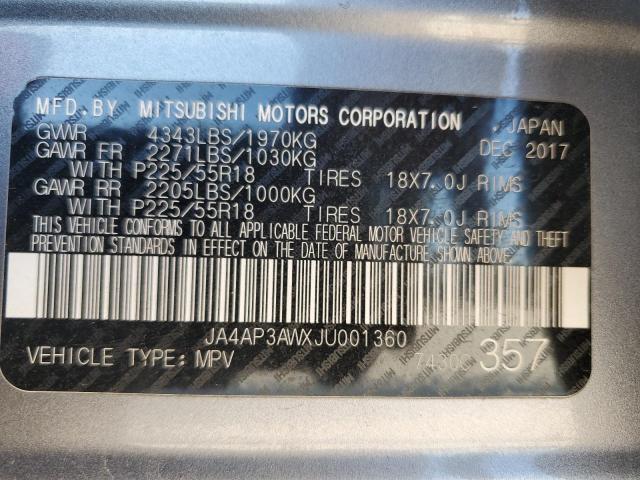 MFD.BY MITSUBISHI MOTORS CORPORATION JAPAN
GVWR 4343LBS/1970KG DEC 2017
GAWR FR 2271LBS/1030KG
WITH P225/55R18 TIRES 18X7.0J RIMS
GAWR RR 2205LBS/1000KG
WITH P225/55R18 TIRES 18X7.0J RIMS
THIS VEHICLE CONFORMS TO ALL APPLICABLE FEDERAL MOTOR VEHICLE SAFETY AND THEFT
PREVENTION STANDARDS IN EFFECT ON THE DATE OF MANUFACTURE SHOWN ABOVE.
JA4AP3AWXJU001360
VEHICLE TYPE: MPV 357